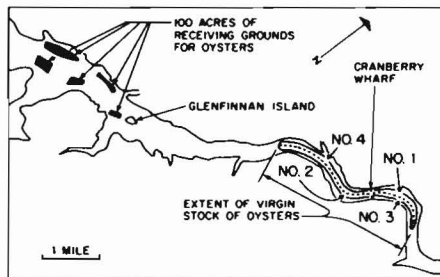 100 ACRES OF
RECEIVING GROUNDS
FOR OYSTERS
N
CRANBERRY
WHARF
GLENFINNAN ISLAND
NO. 4
NO. 1
NO. 2
EXTENT OF VIRGIN
STOCK OF OYSTERS
NO. 3
1 MILE